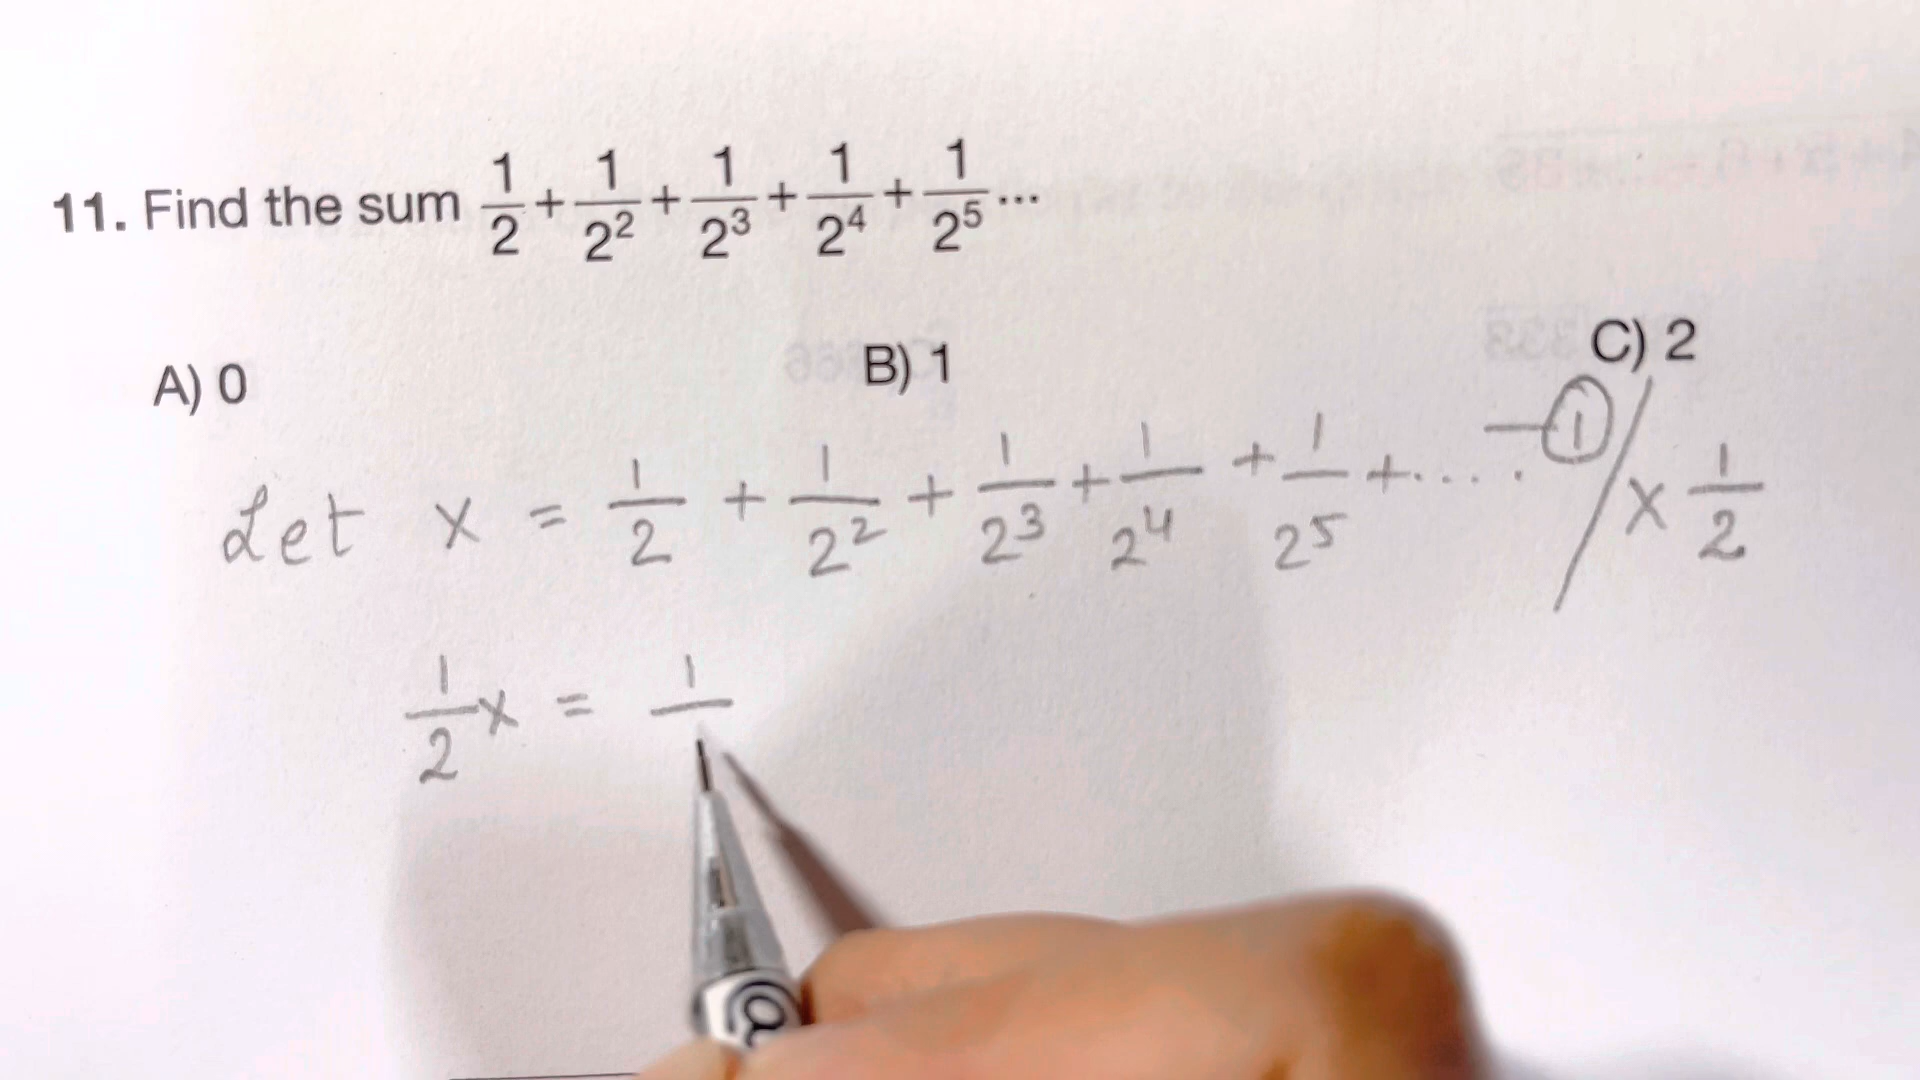 11. Find the sum 1/2 + 1/2² + 1/2³ + 1/2⁴ + 1/2⁵ ...
A) 0 B) 1 C) 2
Let x = 1/2 + 1/2² + 1/2³ + 1/2⁴ + 1/2⁵ + ..... —① / x 1/2
1/2 x = 1/
@